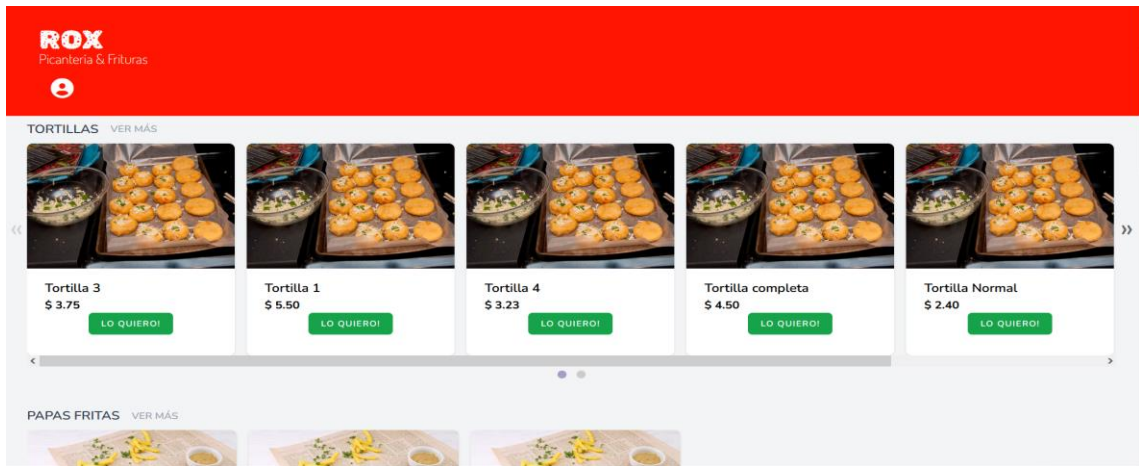 ROX
Picanteria & Frituras
TORTILLAS VER MÁS
«
»
Tortilla 3
$ 3.75
LO QUIERO!
Tortilla 1
$ 5.50
LO QUIERO!
Tortilla 4
$ 3.23
LO QUIERO!
Tortilla completa
$ 4.50
LO QUIERO!
Tortilla Normal
$ 2.40
LO QUIERO!
PAPAS FRITAS VER MÁS